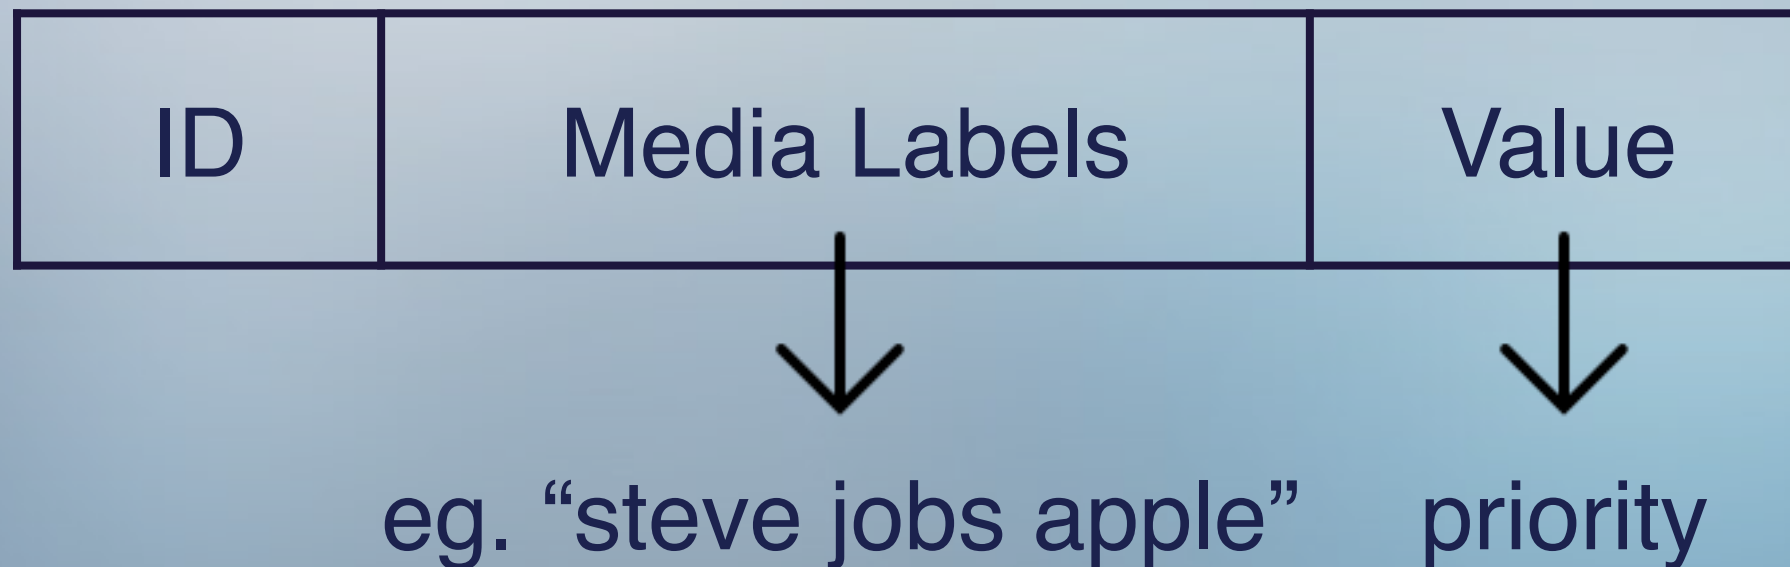 ID Media Labels Value
eg. “steve jobs apple” priority